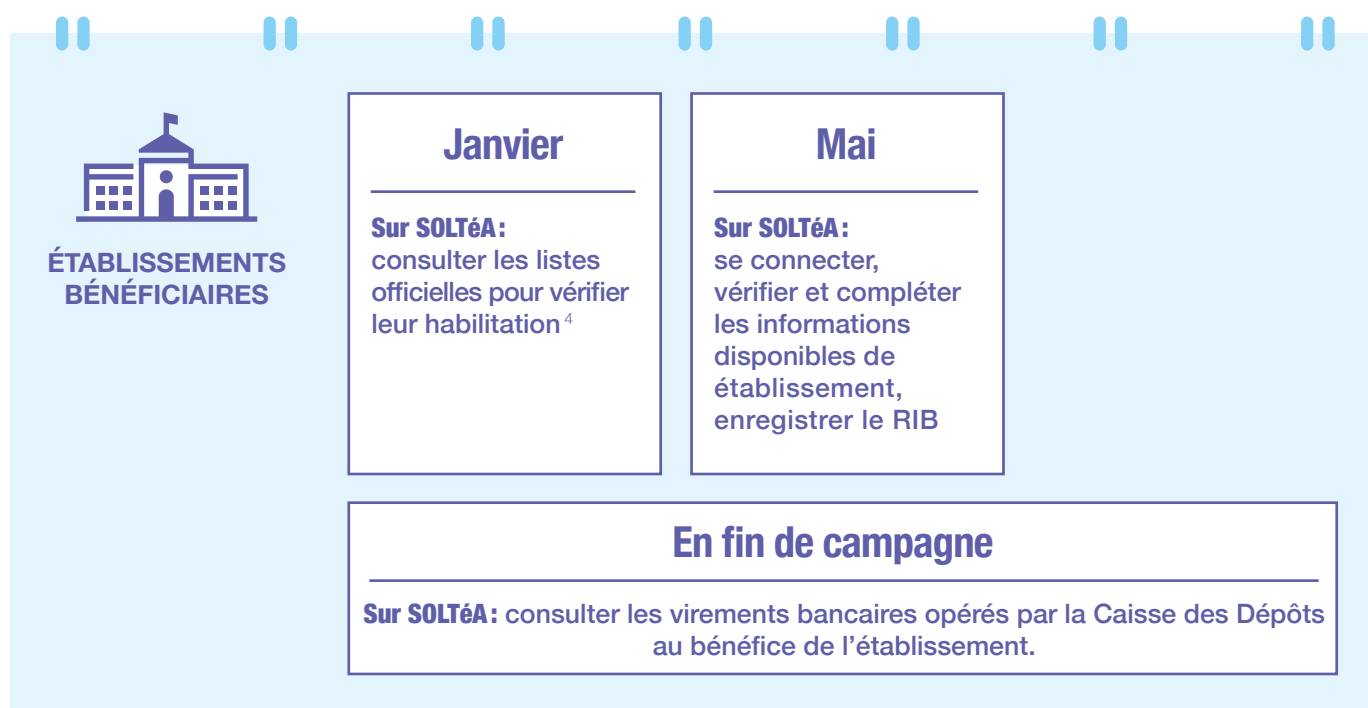 ÉTABLISSEMENTS
BÉNÉFICIAIRES
Janvier
Sur SOLTéA :
consulter les listes
officielles pour vérifier
leur habilitation 4
Mai
Sur SOLTéA :
se connecter,
vérifier et compléter
les informations
disponibles de
établissement,
enregistrer le RIB
En fin de campagne
Sur SOLTéA : consulter les virements bancaires opérés par la Caisse des Dépôts
au bénéfice de l’établissement.